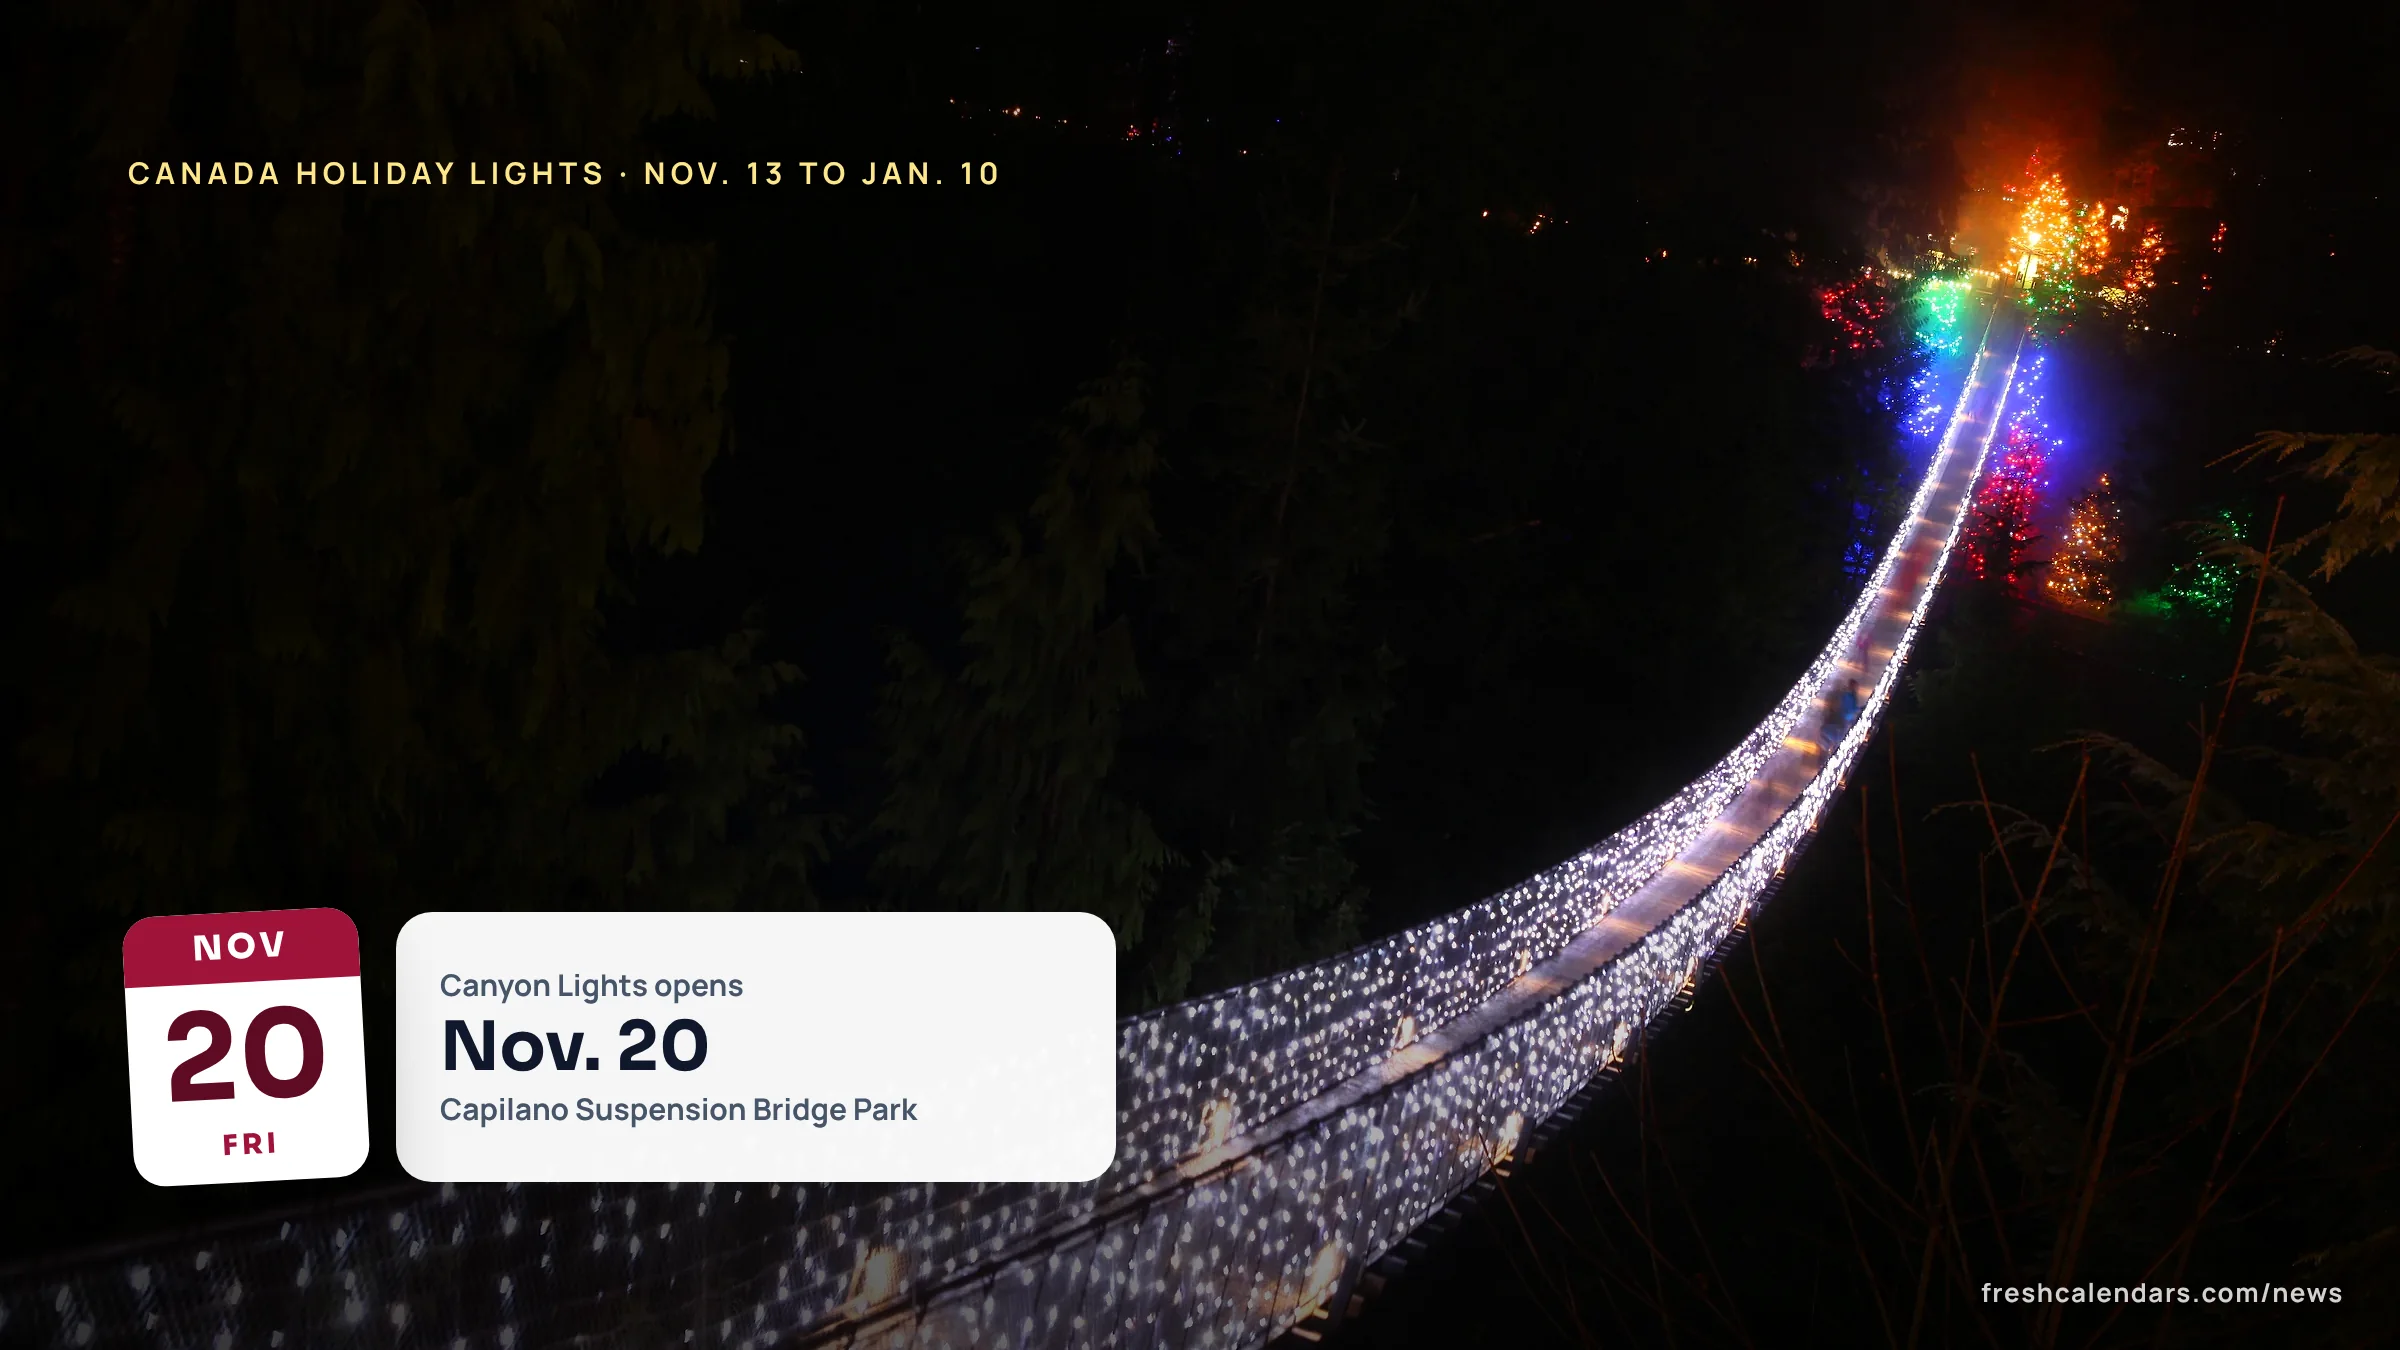 CANADA HOLIDAY LIGHTS · NOV. 13 TO JAN. 10
NOV
20
FRI
Canyon Lights opens
Nov. 20
Capilano Suspension Bridge Park
freshcalendars.com/news